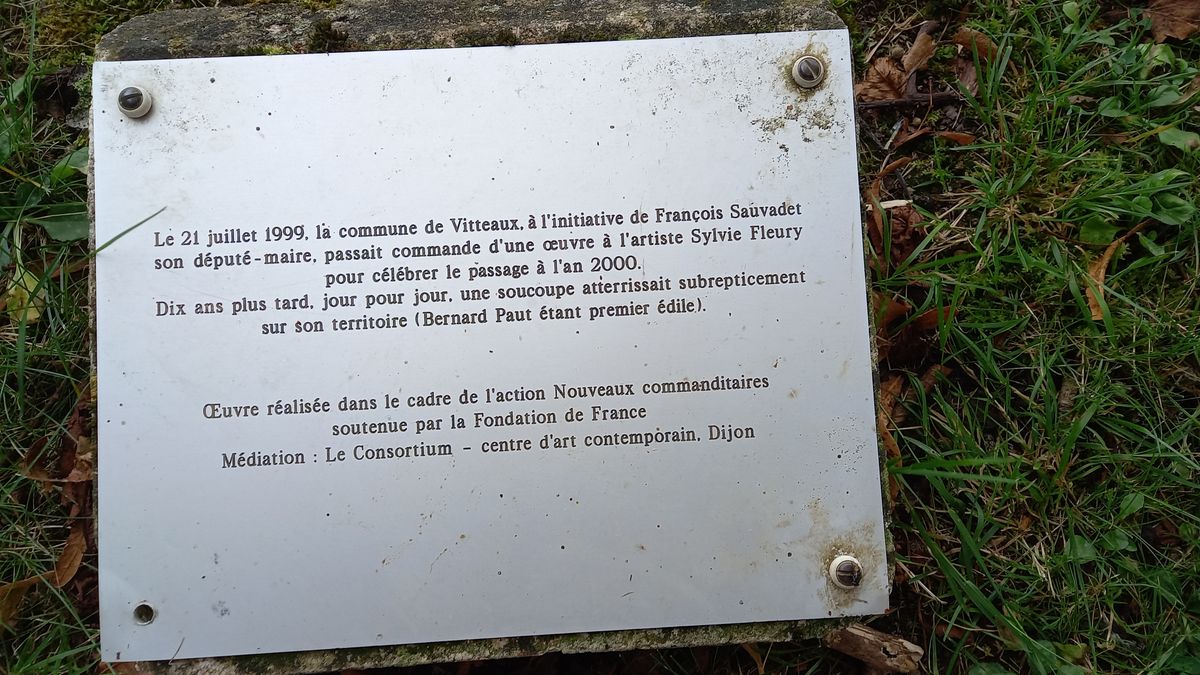 Le 21 juillet 1999, la commune de Vitteaux, à l'initiative de François Sauvadet
son député-maire, passait commande d'une œuvre à l'artiste Sylvie Fleury
pour célébrer le passage à l'an 2000.
Dix ans plus tard, jour pour jour, une soucoupe atterrissait subrepticement
sur son territoire (Bernard Paut étant premier édile).
Œuvre réalisée dans le cadre de l'action Nouveaux commanditaires
soutenue par la Fondation de France
Médiation : Le Consortium - centre d'art contemporain, Dijon